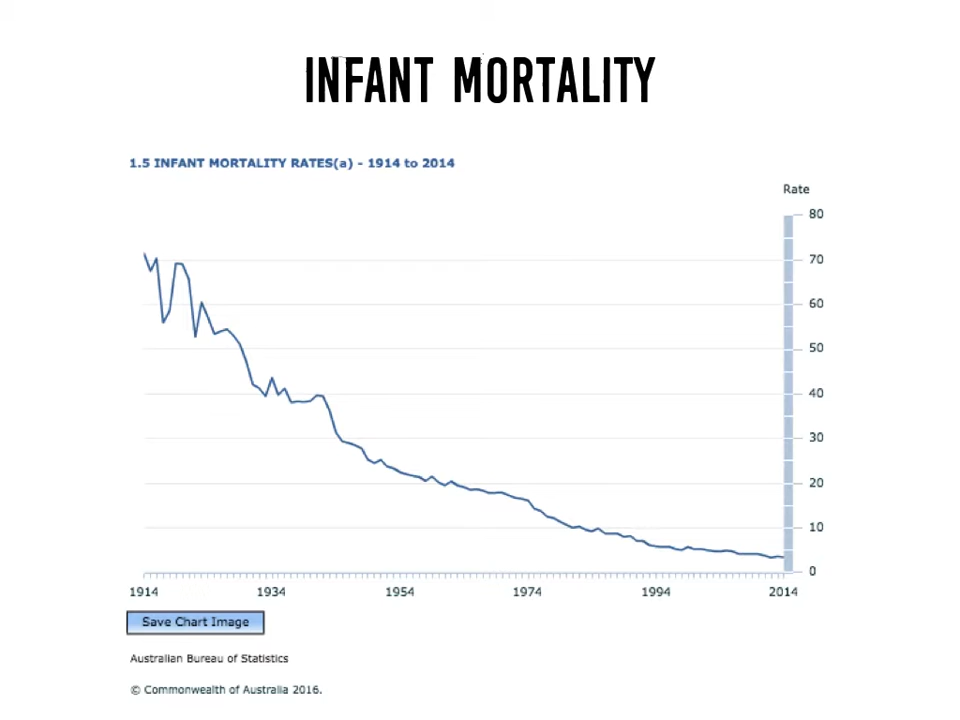 INFANT MORTALITY
1.5 INFANT MORTALITY RATES(a) - 1914 to 2014
Rate
80
70
60
50
40
30
20
10
0
1914 1934 1954 1974 1994 2014
Save Chart Image
Australian Bureau of Statistics
© Commonwealth of Australia 2016.